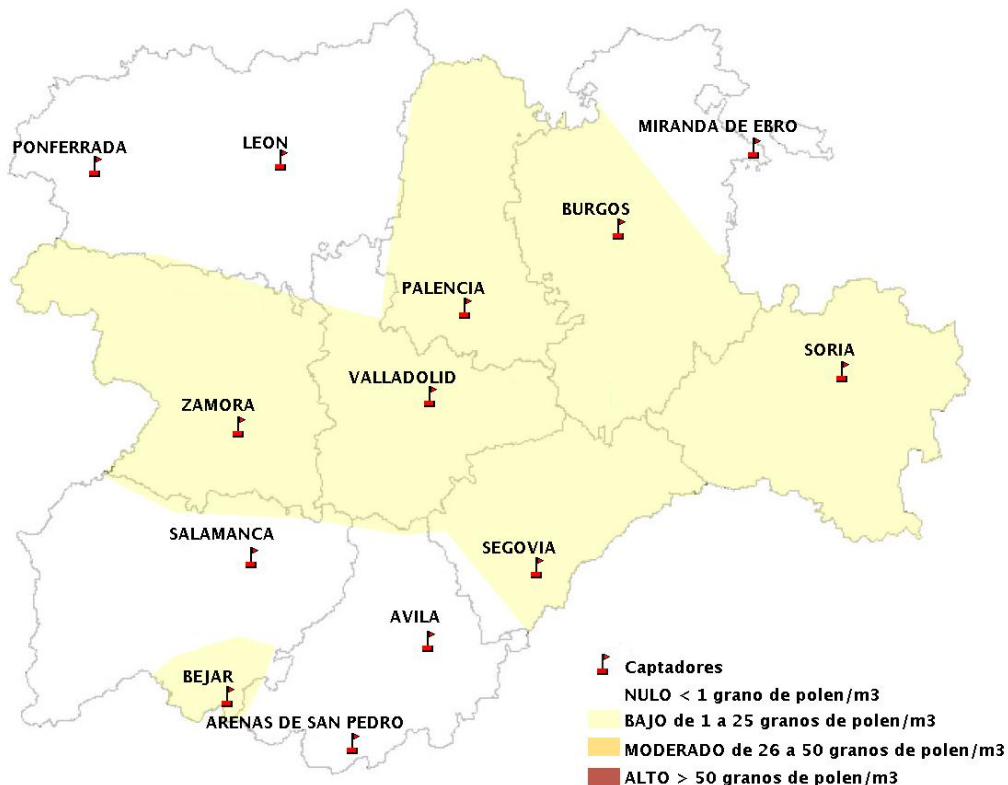 MIRANDA DE EBRO
PONFERRADA
LEON
BURGOS
PALENCIA
SORIA
VALLADOLID
ZAMORA
SALAMANCA
SEGOVIA
AVILA
BEJAR
ARENAS DE SAN PEDRO
Captadores
NULO < 1 grano de polen/m3
BAJO de 1 a 25 granos de polen/m3
MODERADO de 26 a 50 granos de polen/m3
ALTO > 50 granos de polen/m3